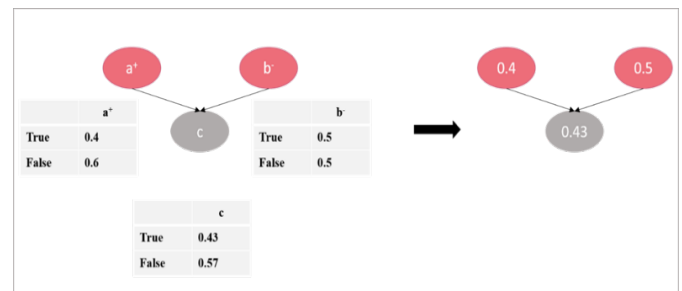 a⁺ b⁻ 0.4 0.5
a⁺ b⁻
c 0.43
True 0.4 True 0.5
False 0.6 False 0.5
c
True 0.43
False 0.57